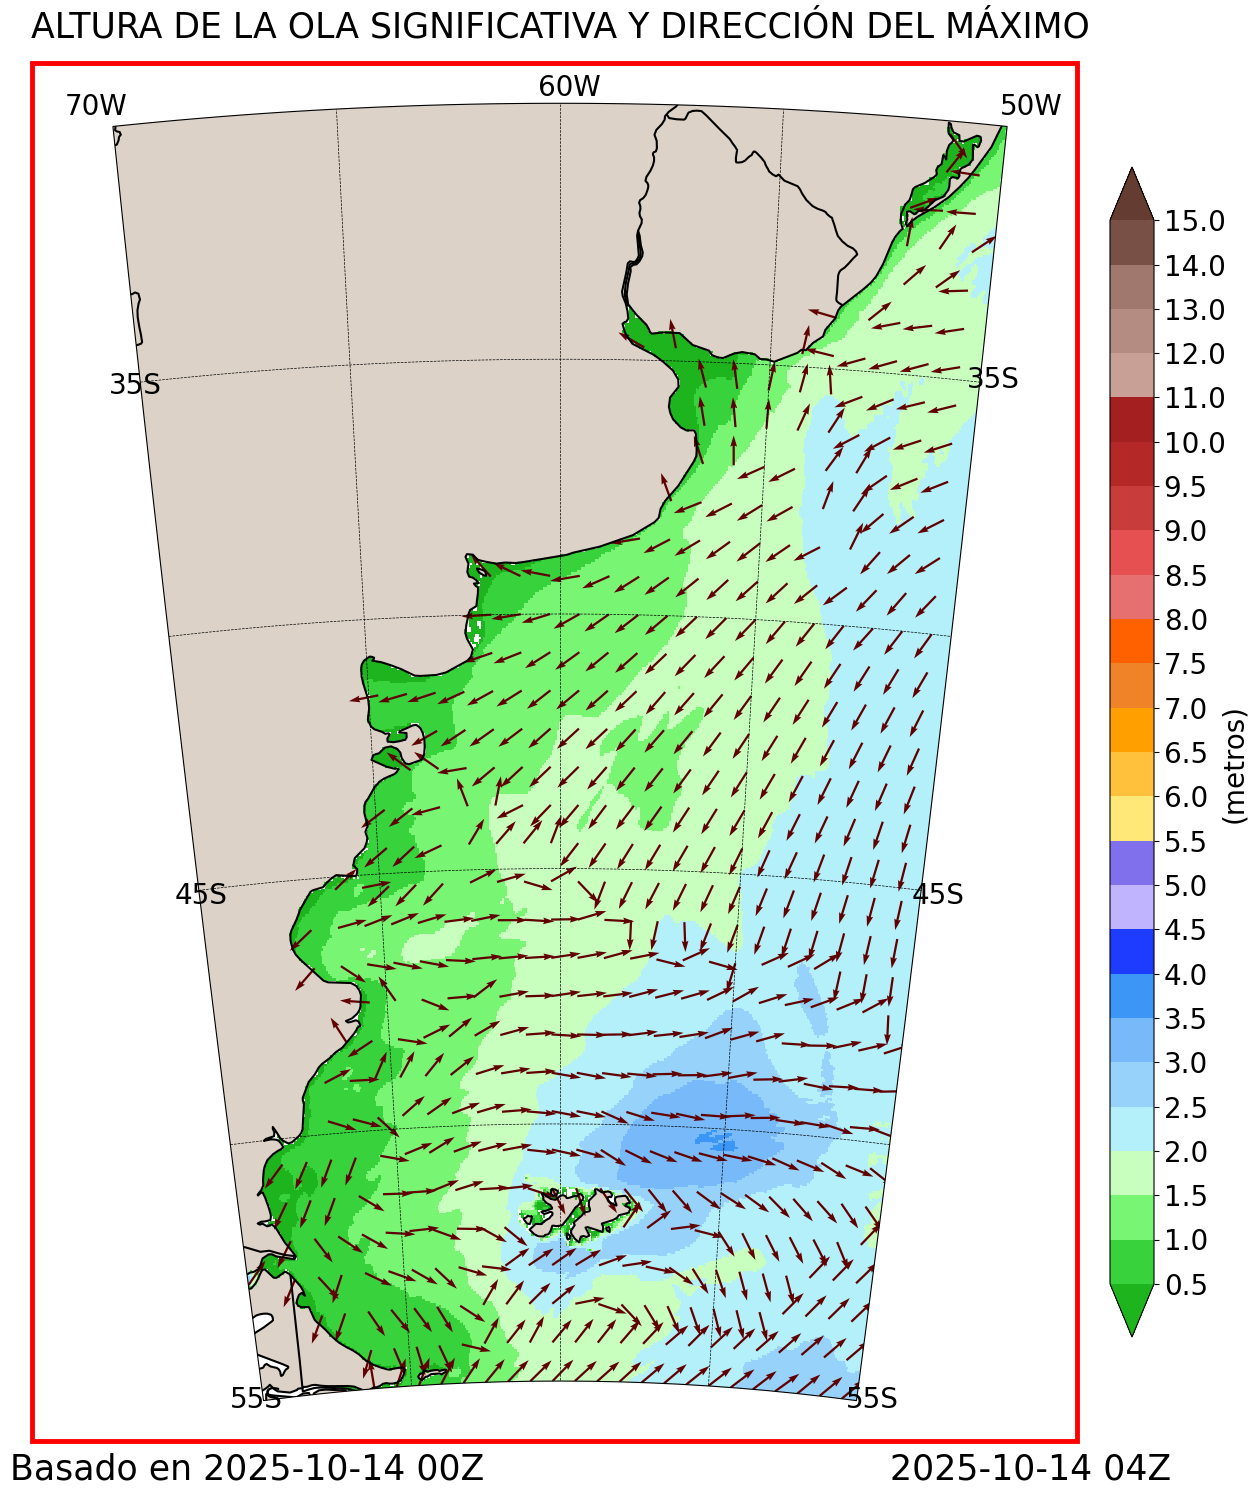 ALTURA DE LA OLA SIGNIFICATIVA Y DIRECCIÓN DEL MÁXIMO
70W
60W
50W
35S
35S
45S
45S
55S
55S
15.0
14.0
13.0
12.0
11.0
10.0
9.5
9.0
8.5
8.0
7.5
7.0
6.5
6.0
5.5
5.0
4.5
4.0
3.5
3.0
2.5
2.0
1.5
1.0
0.5
(metros)
Basado en 2025-10-14 00Z
2025-10-14 04Z